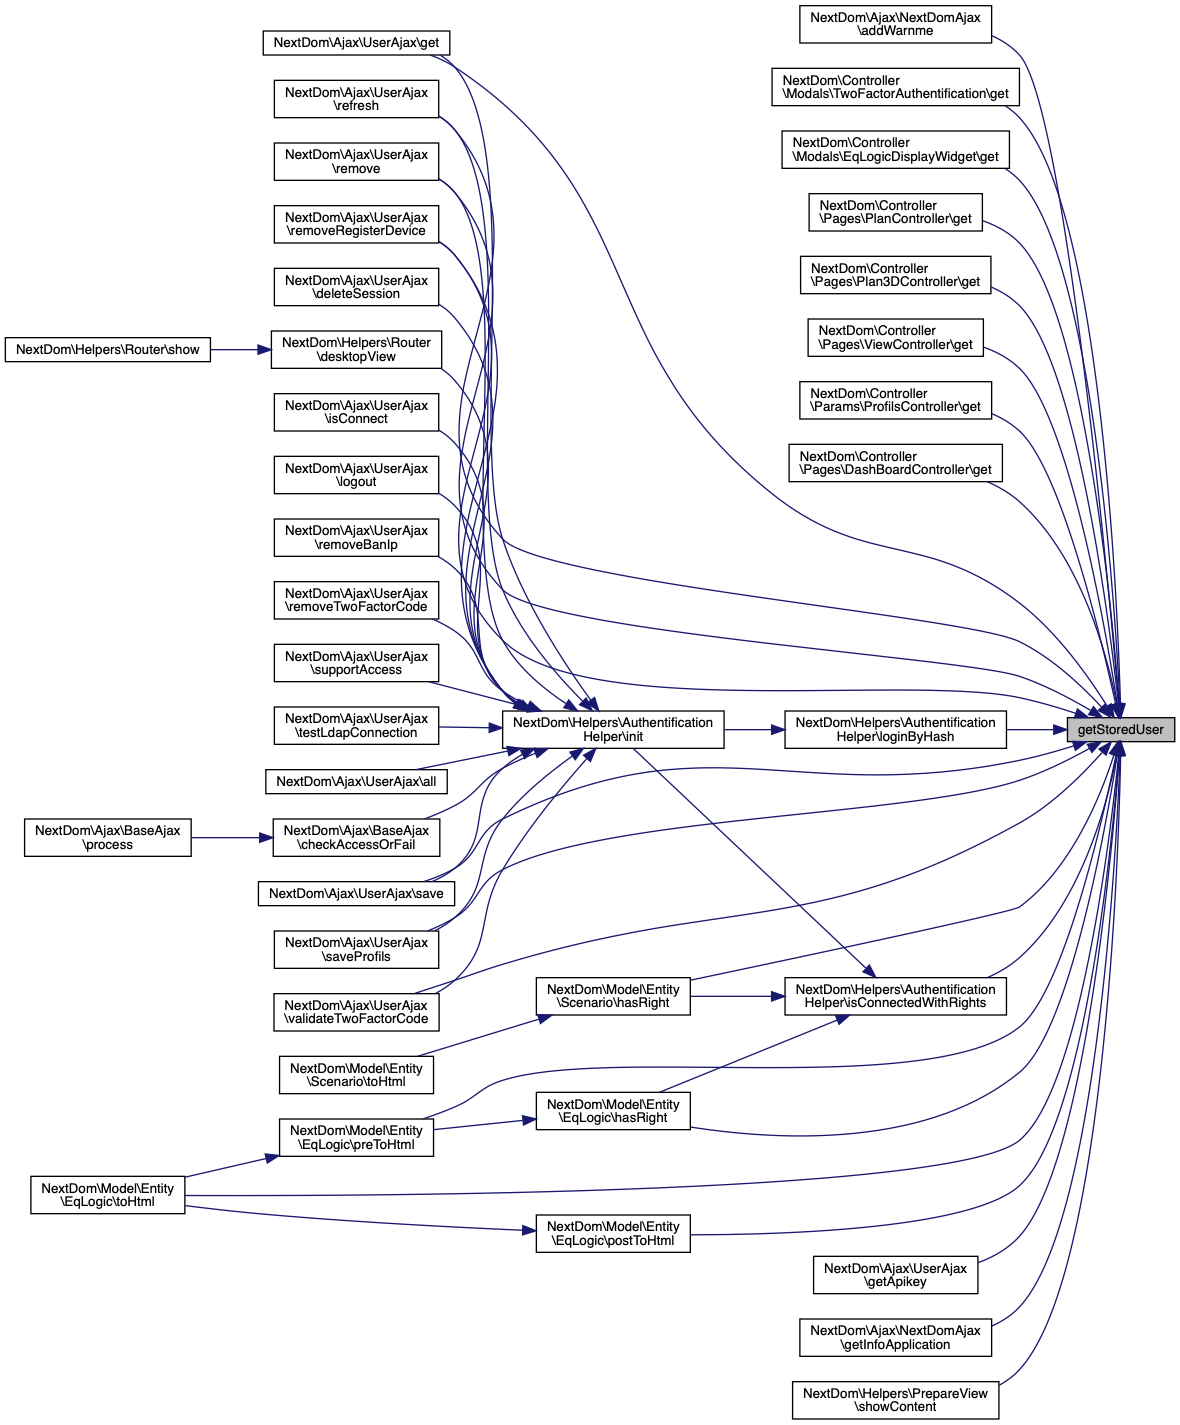 NextDom\Ajax\NextDomAjax
\addWarnme
NextDom\Ajax\UserAjax\get
NextDom\Controller
\Modals\TwoFactorAuthentification\get
NextDom\Ajax\UserAjax
\refresh
NextDom\Controller
\Modals\EqLogicDisplayWidget\get
NextDom\Ajax\UserAjax
\remove
NextDom\Controller
\Pages\PlanController\get
NextDom\Ajax\UserAjax
\removeRegisterDevice
NextDom\Controller
\Pages\Plan3DController\get
NextDom\Ajax\UserAjax
\deleteSession
NextDom\Controller
\Pages\ViewController\get
NextDom\Helpers\Router\show
NextDom\Helpers\Router
\desktopView
NextDom\Controller
\Params\ProfilsController\get
NextDom\Ajax\UserAjax
\isConnect
NextDom\Controller
\Pages\DashBoardController\get
NextDom\Ajax\UserAjax
\logout
NextDom\Ajax\UserAjax
\removeBanIp
NextDom\Ajax\UserAjax
\removeTwoFactorCode
NextDom\Ajax\UserAjax
\supportAccess
NextDom\Ajax\UserAjax
\testLdapConnection
NextDom\Helpers\Authentification
Helper\init
NextDom\Helpers\Authentification
Helper\loginByHash
getStoredUser
NextDom\Ajax\UserAjax\all
NextDom\Ajax\BaseAjax
\process
NextDom\Ajax\BaseAjax
\checkAccessOrFail
NextDom\Ajax\UserAjax\save
NextDom\Ajax\UserAjax
\saveProfils
NextDom\Ajax\UserAjax
\validateTwoFactorCode
NextDom\Model\Entity
\Scenario\hasRight
NextDom\Helpers\Authentification
Helper\isConnectedWithRights
NextDom\Model\Entity
\Scenario\toHtml
NextDom\Model\Entity
\EqLogic\hasRight
NextDom\Model\Entity
\EqLogic\preToHtml
NextDom\Model\Entity
\EqLogic\toHtml
NextDom\Model\Entity
\EqLogic\postToHtml
NextDom\Ajax\UserAjax
\getApikey
NextDom\Ajax\NextDomAjax
\getInfoApplication
NextDom\Helpers\PrepareView
\showContent